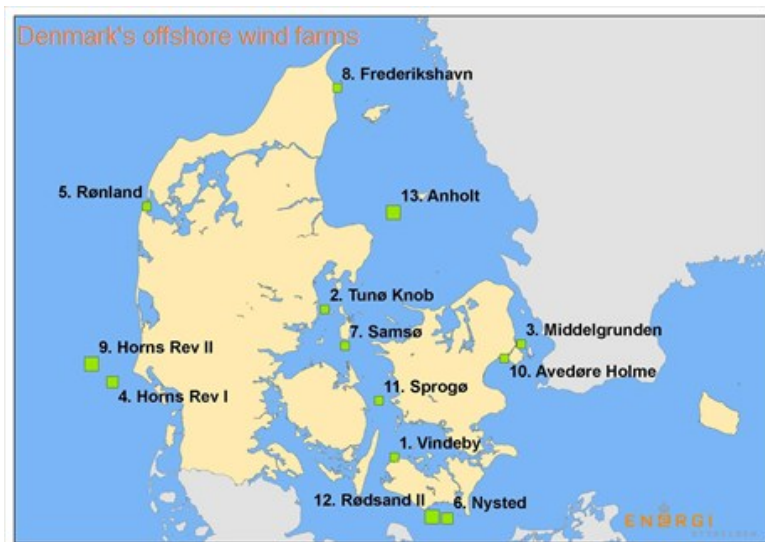 Denmark's offshore wind farms
8. Frederikshavn
5. Rønland
13. Anholt
2. Tunø Knob
7. Samsø
3. Middelgrunden
9. Horns Rev II
10. Avedøre Holme
4. Horns Rev I
11. Sprogø
1. Vindeby
12. Rødsand II
6. Nysted
ENERGI
STYRELSEN